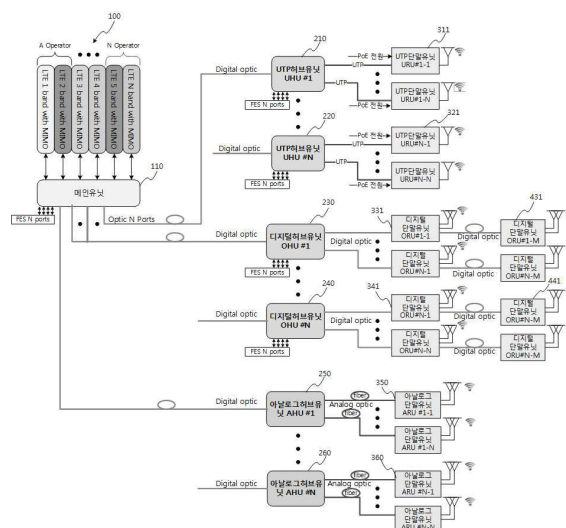 100
A Operator
N Operator
LTE 1 band with MIMO
LTE 2 band with MIMO
LTE 3 band with MIMO
LTE 4 band with MIMO
LTE 5 band with MIMO
LTE N band with MIMO
110
메인유닛
FES N ports
Optic N Ports
Digital optic
210
UTP허브유닛
UHU #1
FES N ports
PoE 전원
UTP
UTP
PoE 전원
311
UTP단말유닛
URU#1-1
UTP단말유닛
URU#1-N
Digital optic
220
UTP허브유닛
UHU #N
PoE 전원
UTP
UTP
PoE 전원
321
UTP단말유닛
URU#N-1
UTP단말유닛
URU#N-N
Digital optic
230
디지털허브유닛
OHU #1
FES N ports
Digital optic
331
디지털
단말유닛
ORU#1-1
디지털
단말유닛
ORU#N-1
Digital optic
Digital optic
431
디지털
단말유닛
ORU#1-M
디지털
단말유닛
ORU#N-M
Digital optic
240
디지털허브유닛
OHU #N
FES N ports
Digital optic
341
디지털
단말유닛
ORU#N-1
디지털
단말유닛
ORU#N-N
Digital optic
Digital optic
441
디지털
단말유닛
ORU#N-M
디지털
단말유닛
ORU#N-M
Digital optic
250
아날로그허브유
닛 AHU #1
fiber
Analog optic
fiber
350
아날로그
단말유닛
ARU #1-1
아날로그
단말유닛
ARU #1-N
Digital optic
260
아날로그허브유
닛 AHU #N
fiber
Analog optic
fiber
360
아날로그
단말유닛
ARU #N-1
아날로그
단말유닛
ARU #N-N